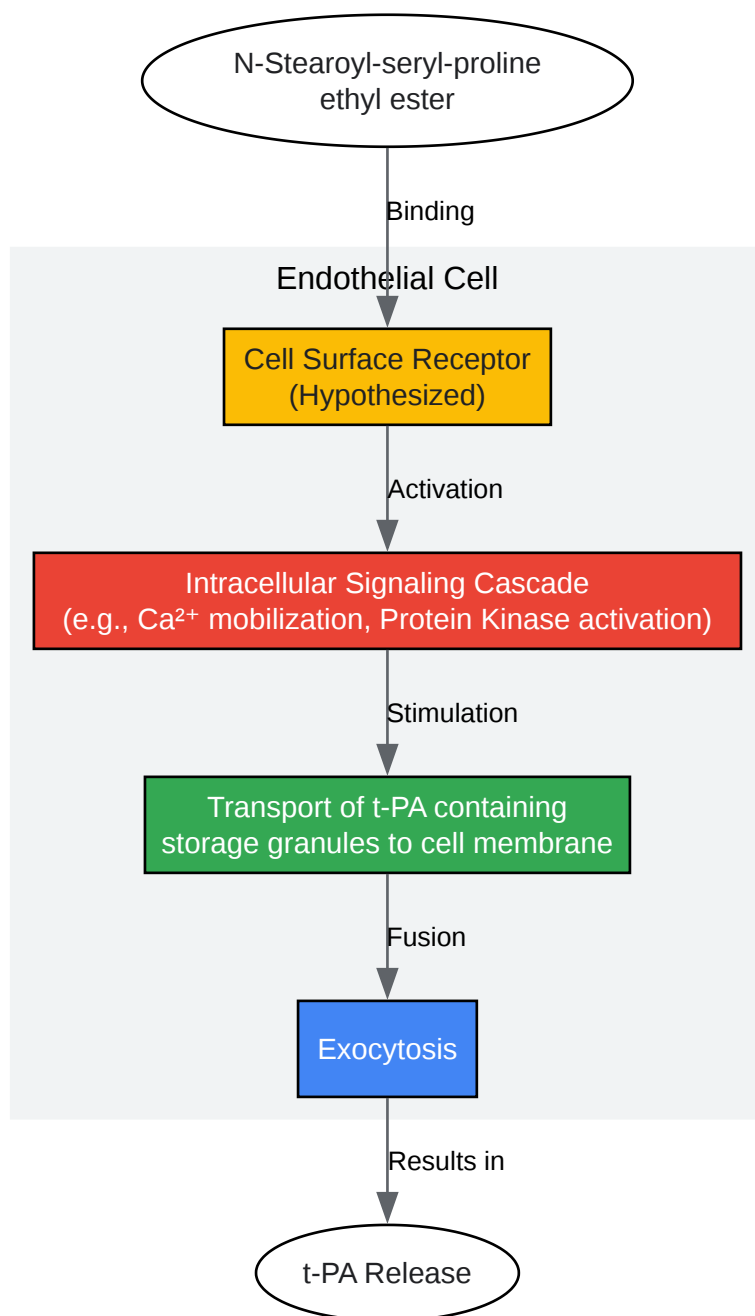 N-Stearoyl-seryl-proline
ethyl ester
Binding
Endothelial Cell
Cell Surface Receptor
(Hypothesized)
Activation
Intracellular Signaling Cascade
(e.g., Ca²⁺ mobilization, Protein Kinase activation)
Stimulation
Transport of t-PA containing
storage granules to cell membrane
Fusion
Exocytosis
Results in
t-PA Release